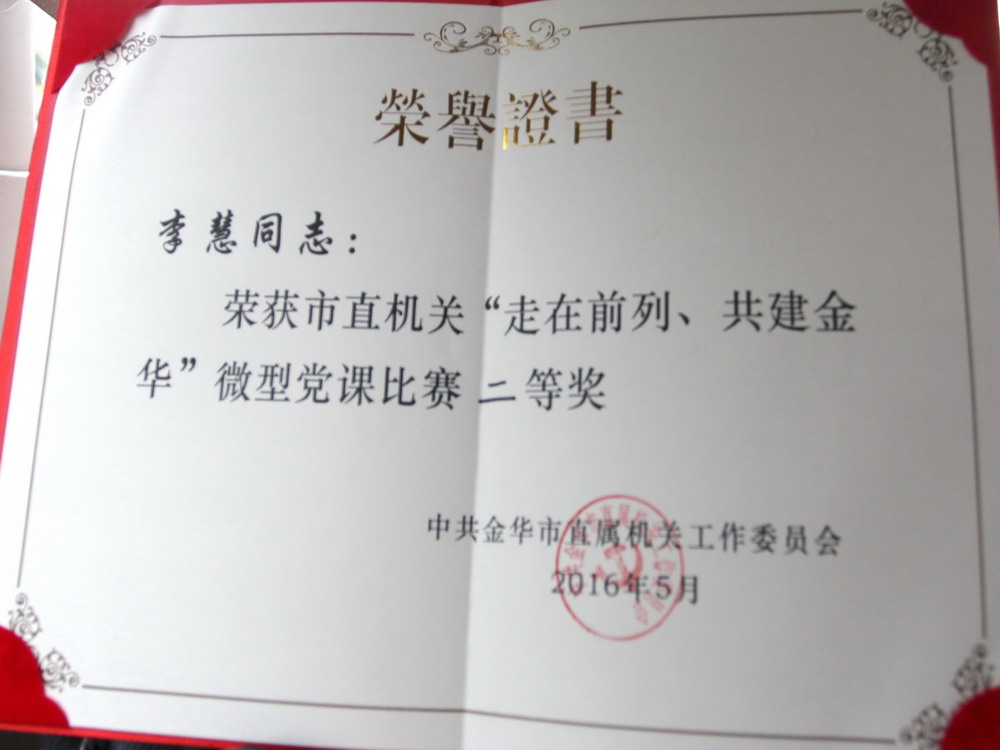 榮譽證書
李慧同志：
荣获市直机关“走在前列、共建金
华”微型党课比赛 二等奖
中共金华市直属机关工作委员会
2016年5月